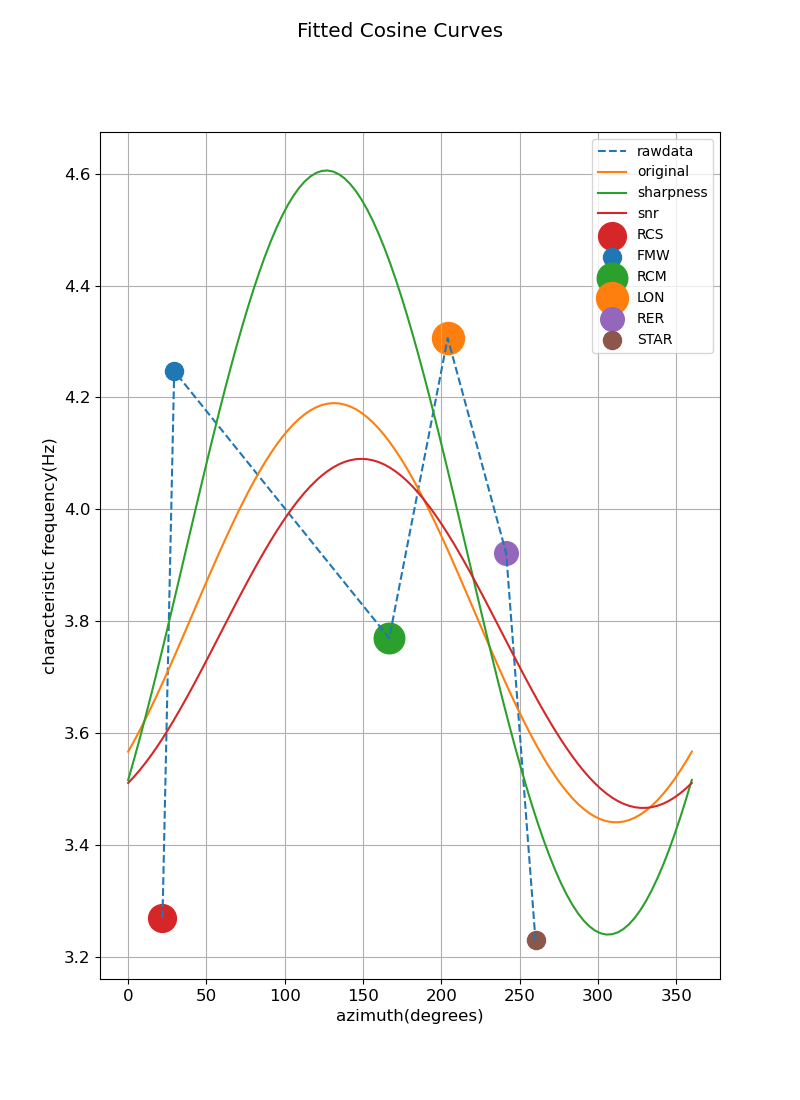 Fitted Cosine Curves
rawdata
original
sharpness
snr
RCS
FMW
RCM
LON
RER
STAR
characteristic frequency(Hz)
4.6
4.4
4.2
4.0
3.8
3.6
3.4
3.2
0 50 100 150 200 250 300 350
azimuth(degrees)